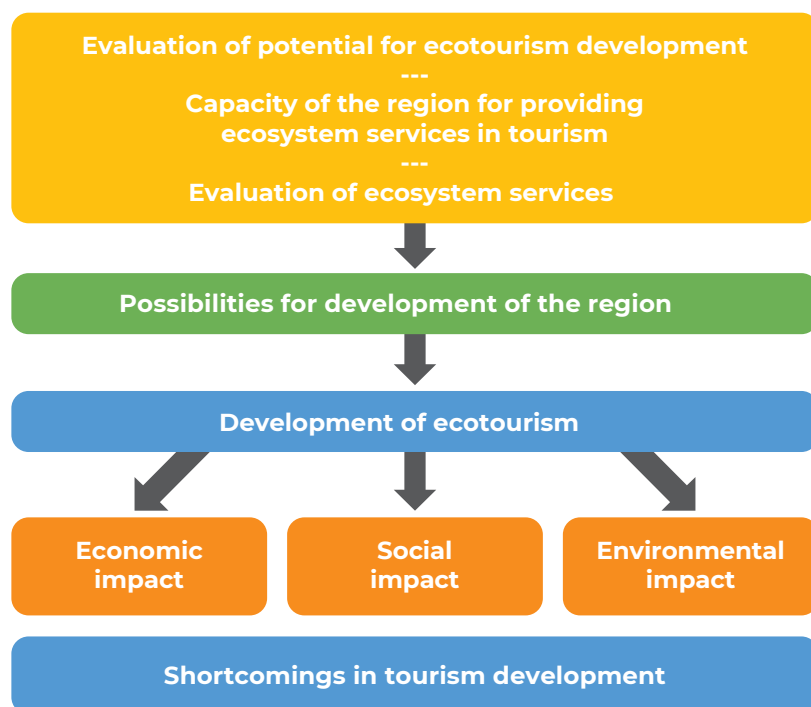 Evaluation of potential for ecotourism development
---
Capacity of the region for providing
ecosystem services in tourism
---
Evaluation of ecosystem services
Possibilities for development of the region
Development of ecotourism
Economic
impact
Social
impact
Environmental
impact
Shortcomings in tourism development